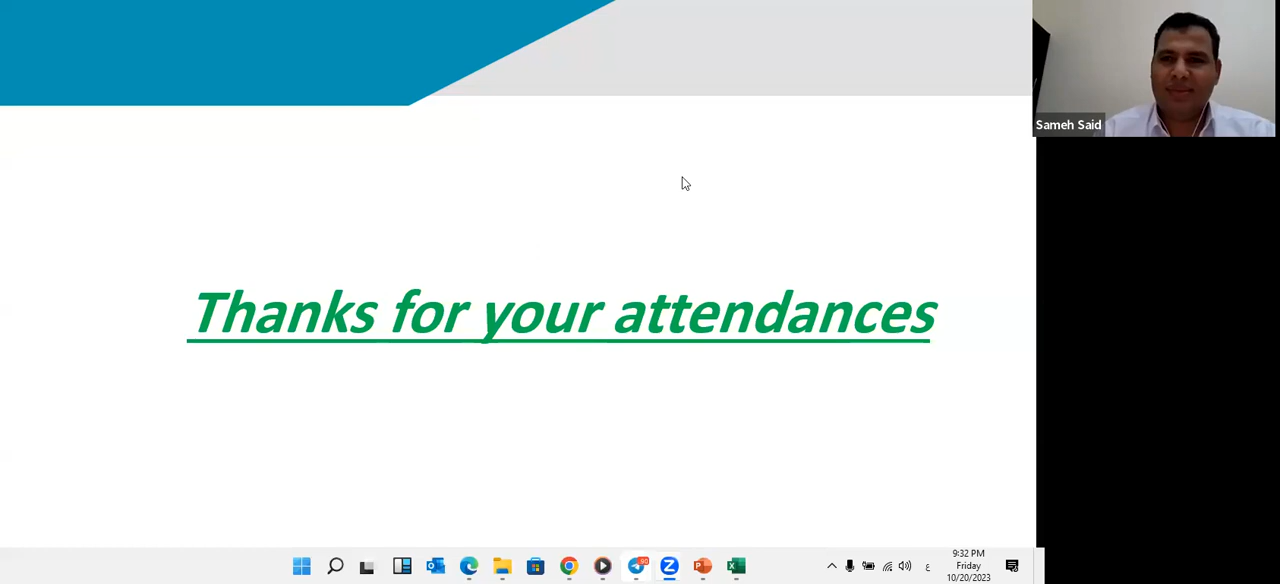 Sameh Said
Thanks for your attendances
9:32 PM
Friday
10/20/2023
ع